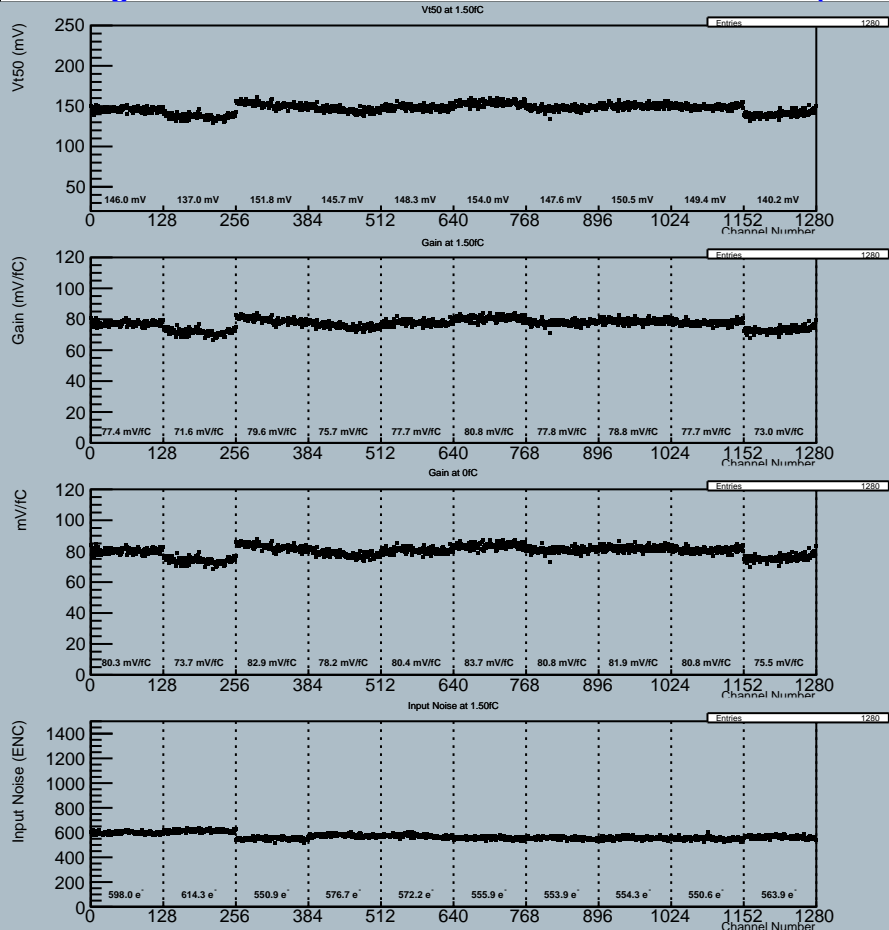 Vt50 at 1.50fC
Entries 1280
Vt50 (mV)
250
200
150
100
50
146.0 mV 137.0 mV 151.8 mV 145.7 mV 148.3 mV 154.0 mV 147.6 mV 150.5 mV 149.4 mV 140.2 mV
0 128 256 384 512 640 768 896 1024 1152 1280
Channel Number
Gain at 1.50fC
Entries 1280
Gain (mV/fC)
120
100
80
60
40
20
0
77.4 mV/fC 71.6 mV/fC 79.6 mV/fC 75.7 mV/fC 77.7 mV/fC 80.8 mV/fC 77.8 mV/fC 78.8 mV/fC 77.7 mV/fC 73.0 mV/fC
0 128 256 384 512 640 768 896 1024 1152 1280
Channel Number
Gain at 0fC
Entries 1280
mV/fC
120
100
80
60
40
20
0
80.3 mV/fC 73.7 mV/fC 82.9 mV/fC 78.2 mV/fC 80.4 mV/fC 83.7 mV/fC 80.8 mV/fC 81.9 mV/fC 80.8 mV/fC 75.5 mV/fC
0 128 256 384 512 640 768 896 1024 1152 1280
Channel Number
Input Noise at 1.50fC
Entries 1280
Input Noise (ENC)
1400
1200
1000
800
600
400
200
0
598.0 e⁻ 614.3 e⁻ 550.9 e⁻ 576.7 e⁻ 572.2 e⁻ 555.9 e⁻ 553.9 e⁻ 554.3 e⁻ 550.6 e⁻ 563.9 e⁻
0 128 256 384 512 640 768 896 1024 1152 1280
Channel Number